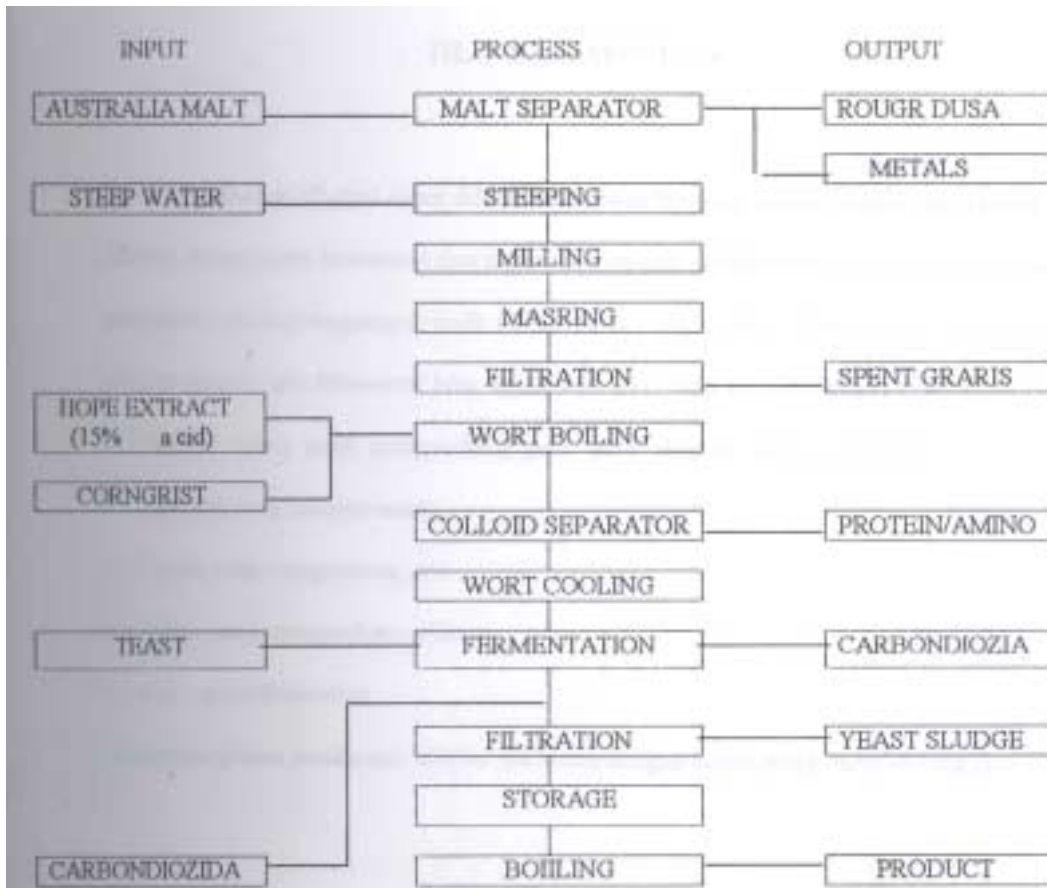 INPUT PROCESS OUTPUT
AUSTRALIA MALT MALT SEPARATOR ROUGR DUSA
METALS
STEEP WATER STEEPING
MILLING
MASRING
FILTRATION SPENT GRARIS
HOPE EXTRACT
(15% a cid) WORT BOILING
CORNGRIST
COLLOID SEPARATOR PROTEIN/AMINO
WORT COOLING
TEAST FERMENTATION CARBONDIOZIA
FILTRATION YEAST SLUDGE
STORAGE
CARBONDIOZIDA BOIILING PRODUCT